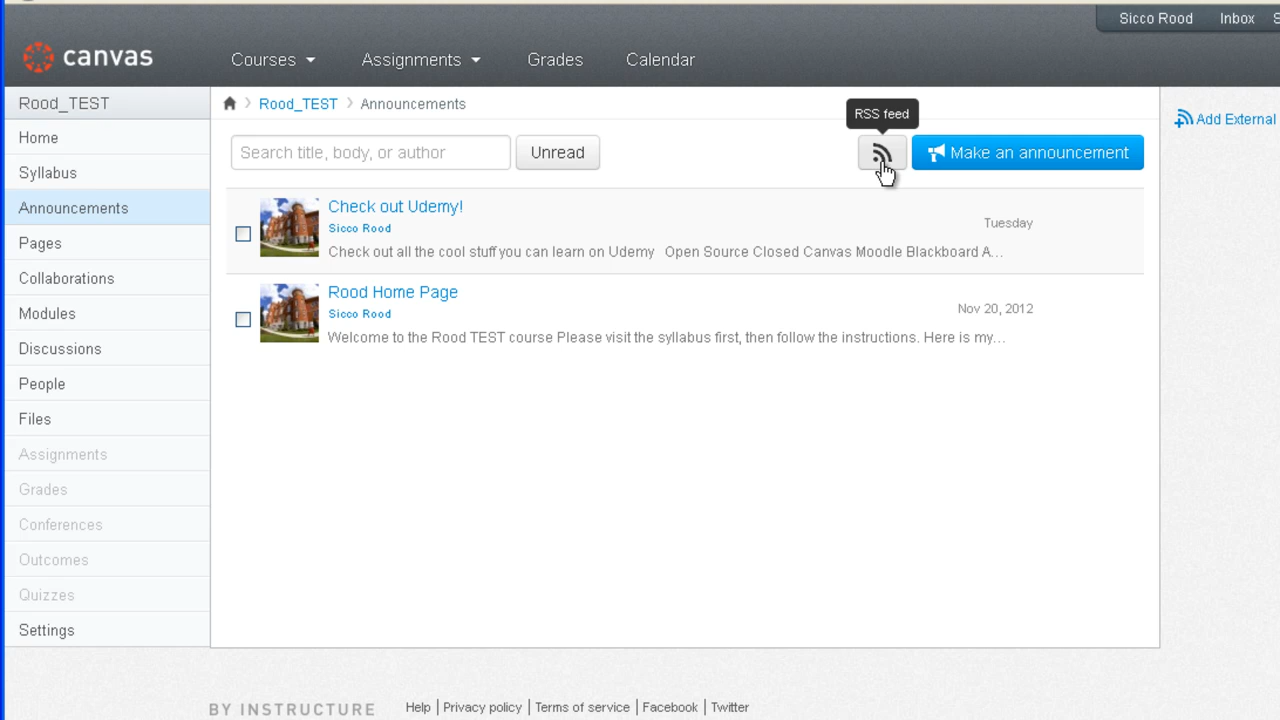 Sicco Rood Inbox S
canvas Courses Assignments Grades Calendar
Rood_TEST
Home
Syllabus
Announcements
Pages
Collaborations
Modules
Discussions
People
Files
Assignments
Grades
Conferences
Outcomes
Quizzes
Settings
Rood_TEST Announcements
RSS feed
Search title, body, or author Unread Make an announcement
Add External
Check out Udemy!
Sicco Rood
Tuesday
Check out all the cool stuff you can learn on Udemy Open Source Closed Canvas Moodle Blackboard A...
Rood Home Page
Sicco Rood
Nov 20, 2012
Welcome to the Rood TEST course Please visit the syllabus first, then follow the instructions. Here is my...
BY INSTRUCTURE Help | Privacy policy | Terms of service | Facebook | Twitter